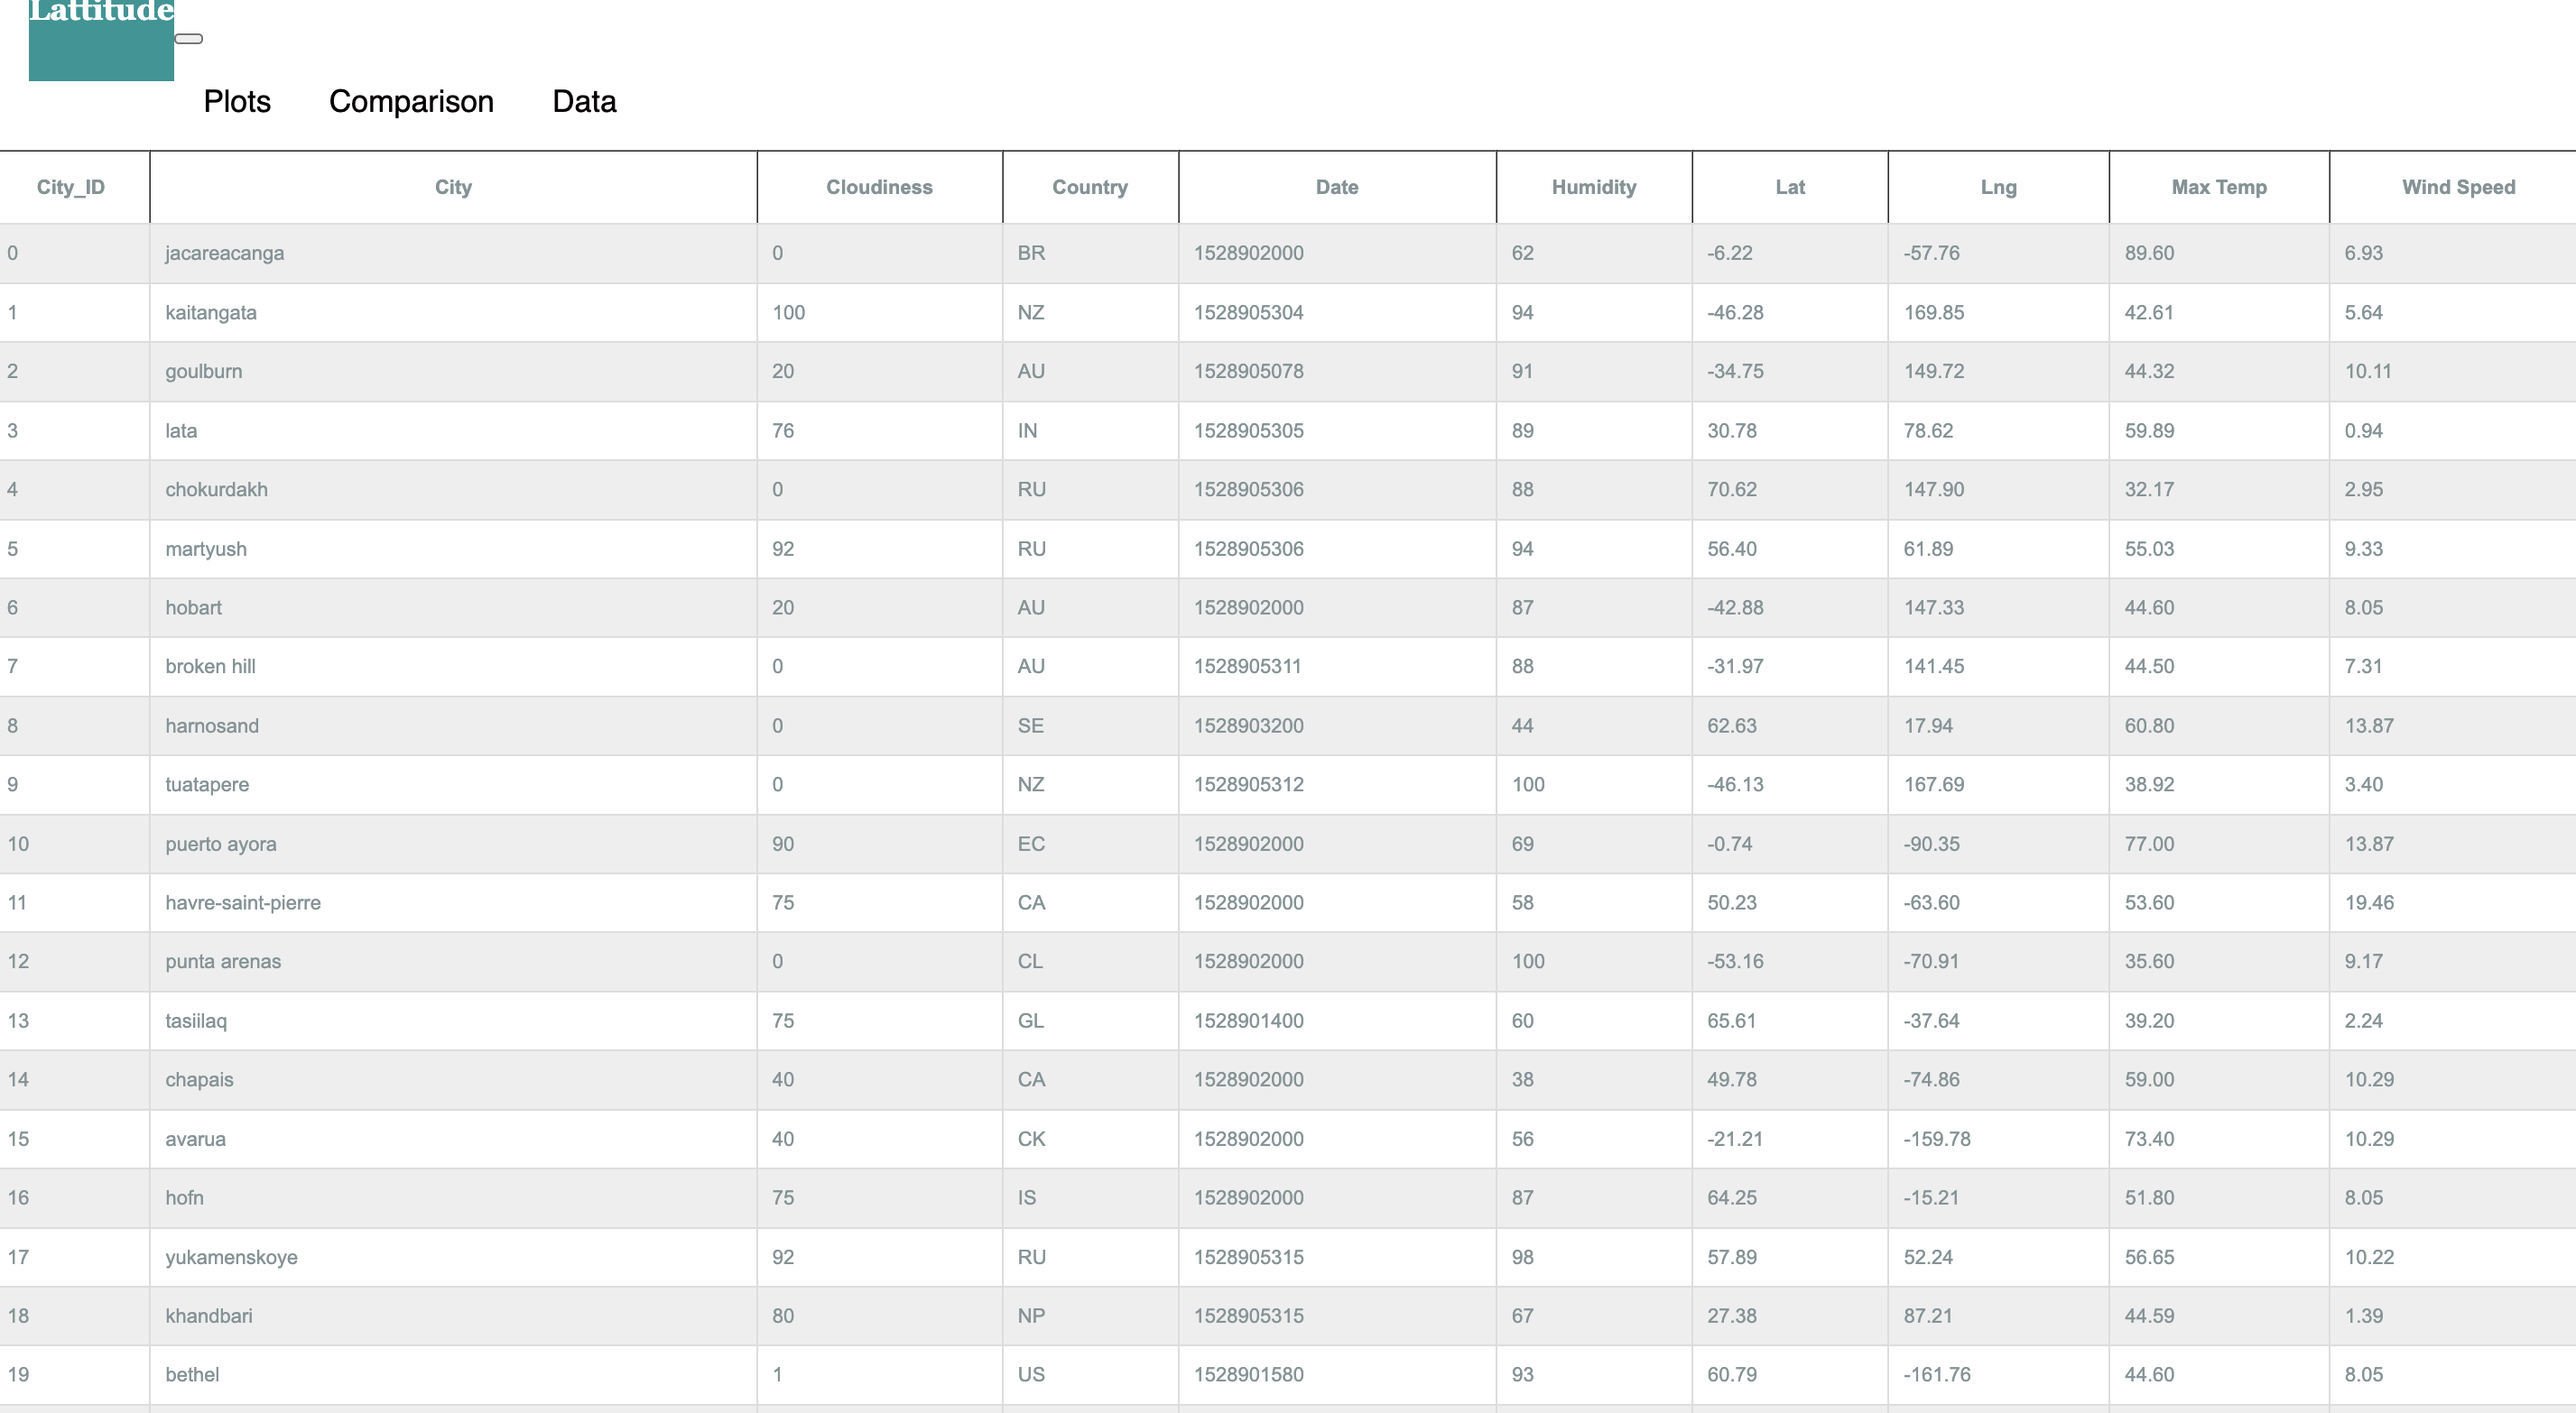 Lattitude
Plots Comparison Data
City_ID City Cloudiness Country Date Humidity Lat Lng Max Temp Wind Speed
0 jacareacanga 0 BR 1528902000 62 -6.22 -57.76 89.60 6.93
1 kaitangata 100 NZ 1528905304 94 -46.28 169.85 42.61 5.64
2 goulburn 20 AU 1528905078 91 -34.75 149.72 44.32 10.11
3 lata 76 IN 1528905305 89 30.78 78.62 59.89 0.94
4 chokurdakh 0 RU 1528905306 88 70.62 147.90 32.17 2.95
5 martyush 92 RU 1528905306 94 56.40 61.89 55.03 9.33
6 hobart 20 AU 1528902000 87 -42.88 147.33 44.60 8.05
7 broken hill 0 AU 1528905311 88 -31.97 141.45 44.50 7.31
8 harnosand 0 SE 1528903200 44 62.63 17.94 60.80 13.87
9 tuatapere 0 NZ 1528905312 100 -46.13 167.69 38.92 3.40
10 puerto ayora 90 EC 1528902000 69 -0.74 -90.35 77.00 13.87
11 havre-saint-pierre 75 CA 1528902000 58 50.23 -63.60 53.60 19.46
12 punta arenas 0 CL 1528902000 100 -53.16 -70.91 35.60 9.17
13 tasiilaq 75 GL 1528901400 60 65.61 -37.64 39.20 2.24
14 chapais 40 CA 1528902000 38 49.78 -74.86 59.00 10.29
15 avarua 40 CK 1528902000 56 -21.21 -159.78 73.40 10.29
16 hofn 75 IS 1528902000 87 64.25 -15.21 51.80 8.05
17 yukamenskoye 92 RU 1528905315 98 57.89 52.24 56.65 10.22
18 khandbari 80 NP 1528905315 67 27.38 87.21 44.59 1.39
19 bethel 1 US 1528901580 93 60.79 -161.76 44.60 8.05